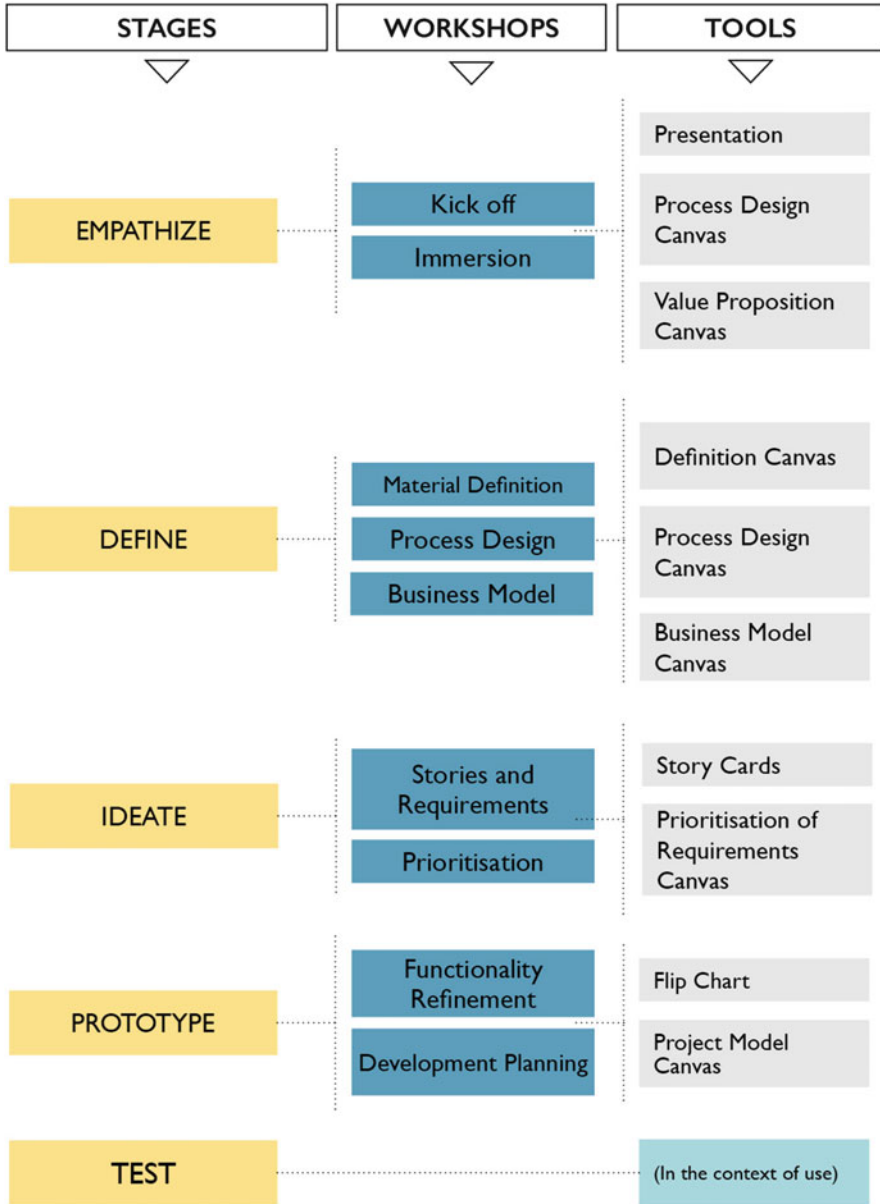 STAGES
WORKSHOPS
TOOLS
EMPATHIZE
Kick off
Immersion
Presentation
Process Design
Canvas
Value Proposition
Canvas
DEFINE
Material Definition
Process Design
Business Model
Definition Canvas
Process Design
Canvas
Business Model
Canvas
IDEATE
Stories and
Requirements
Prioritisation
Story Cards
Prioritisation of
Requirements
Canvas
PROTOTYPE
Functionality
Refinement
Development Planning
Flip Chart
Project Model
Canvas
TEST
(In the context of use)